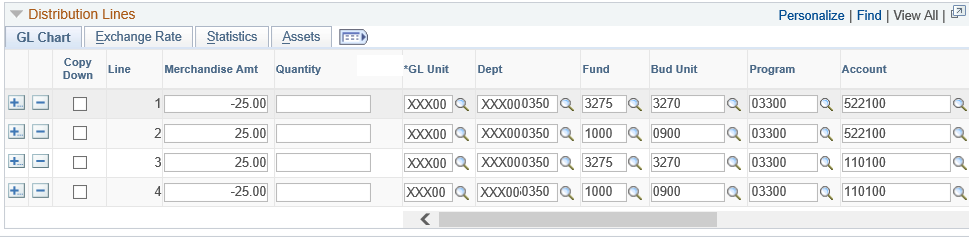 Distribution Lines Personalize | Find | View All |
GL Chart Exchange Rate Statistics Assets
Copy Down Line Merchandise Amt Quantity *GL Unit Dept Fund Bud Unit Program Account
1 -25.00 XXX00 XXX000350 3275 3270 03300 522100
2 25.00 XXX00 XXX000350 1000 0900 03300 522100
3 25.00 XXX00 XXX000350 3275 3270 03300 110100
4 -25.00 XXX00 XXX000350 1000 0900 03300 110100